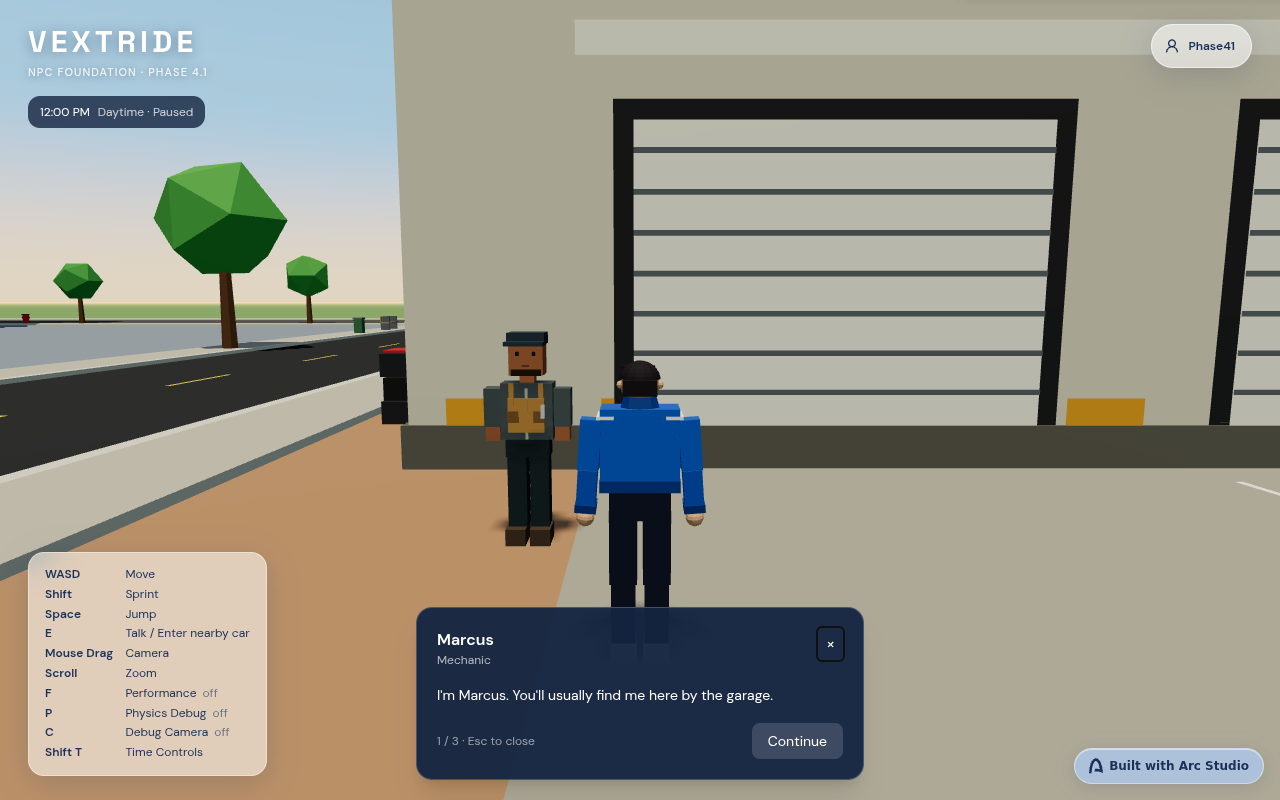 VEXTRIDE
NPC FOUNDATION · PHASE 4.1
12:00 PM Daytime · Paused
Phase41
WASD Move
Shift Sprint
Space Jump
E Talk / Enter nearby car
Mouse Drag Camera
Scroll Zoom
F Performance off
P Physics Debug off
C Debug Camera off
Shift T Time Controls
Marcus
×
Mechanic
I'm Marcus. You'll usually find me here by the garage.
1 / 3 · Esc to close
Continue
Built with Arc Studio